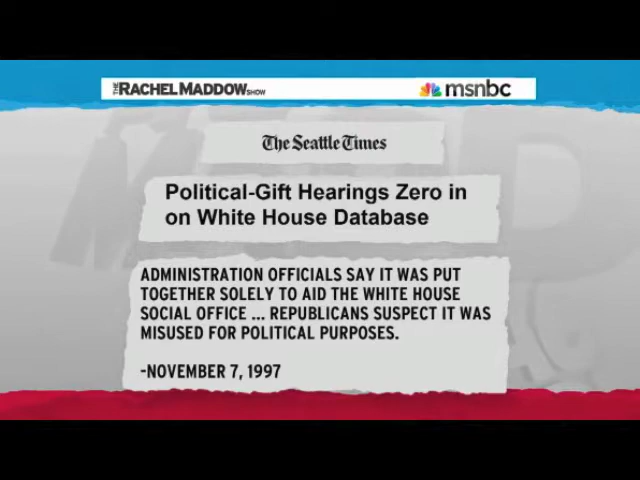 THE RACHEL MADDOW SHOW
msnbc
The Seattle Times
Political-Gift Hearings Zero in
on White House Database
ADMINISTRATION OFFICIALS SAY IT WAS PUT
TOGETHER SOLELY TO AID THE WHITE HOUSE
SOCIAL OFFICE ... REPUBLICANS SUSPECT IT WAS
MISUSED FOR POLITICAL PURPOSES.
-NOVEMBER 7, 1997